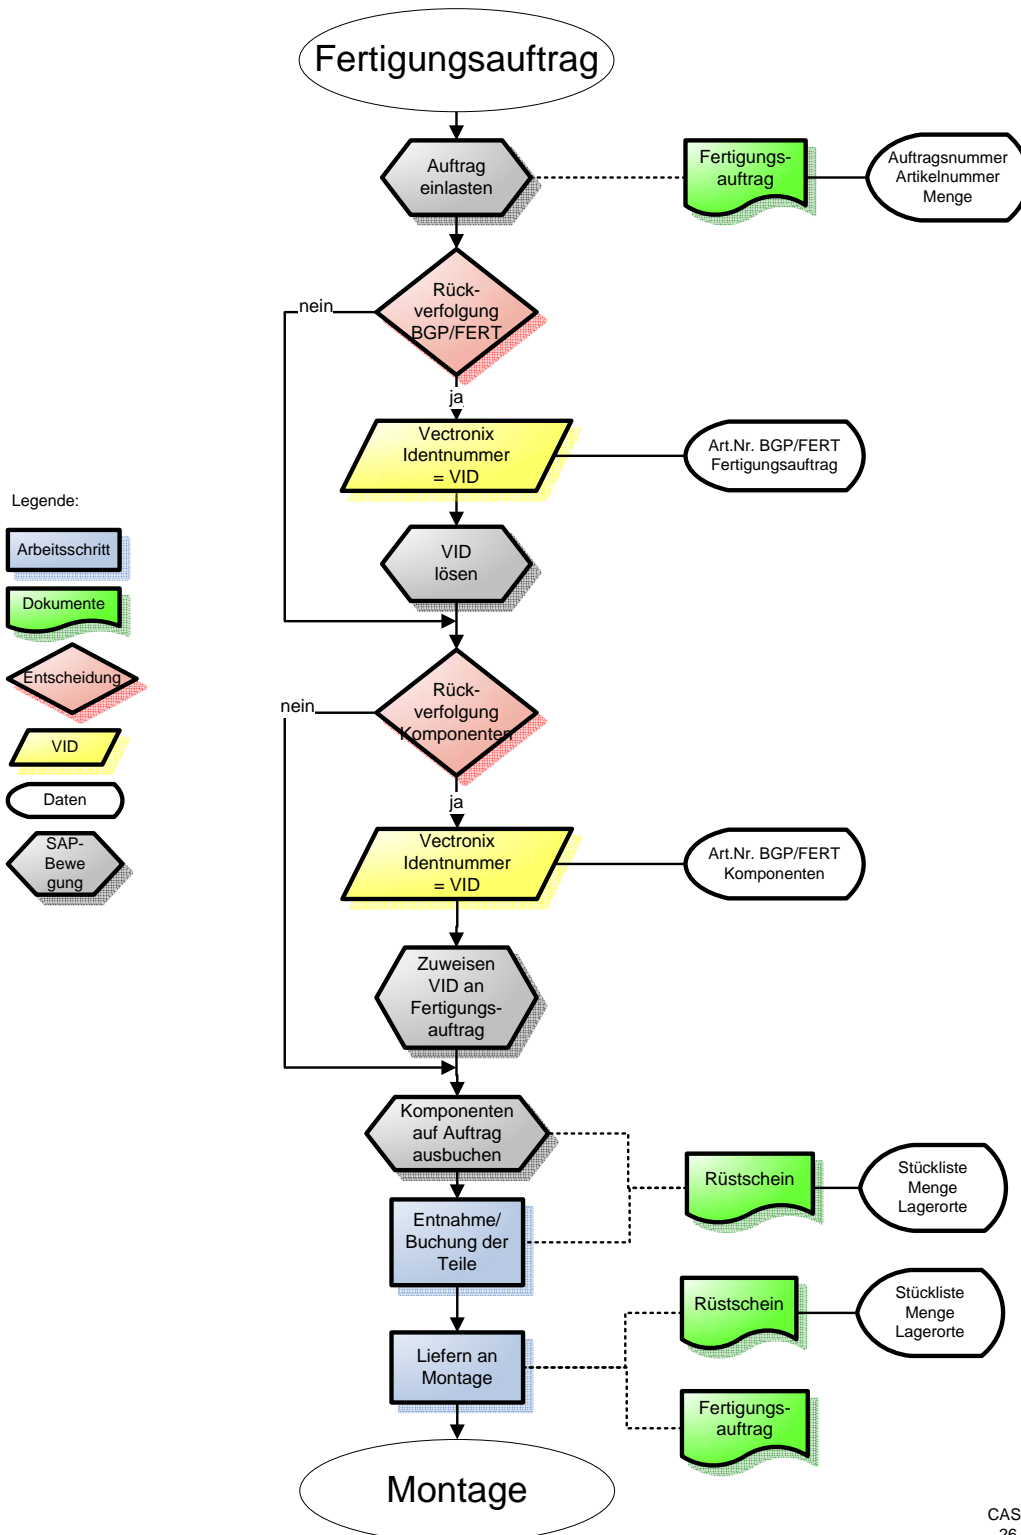 Fertigungsauftrag
Auftrag
einlasten
Fertigungs-
auftrag
Auftragsnummer
Artikelnummer
Menge
Rück-
verfolgung
BGP/FERT
nein
ja
Vectronix
Identnummer
= VID
Art.Nr. BGP/FERT
Fertigungsauftrag
VID
lösen
Legende:
Arbeitsschritt
Dokumente
Entscheidung
VID
Daten
SAP-
Bewe
gung
Rück-
verfolgung
Komponenten
nein
ja
Vectronix
Identnummer
= VID
Art.Nr. BGP/FERT
Komponenten
Zuweisen
VID an
Fertigungs-
auftrag
Komponenten
auf Auftrag
ausbuchen
Rüstschein
Stückliste
Menge
Lagerorte
Entnahme/
Buchung der
Teile
Rüstschein
Stückliste
Menge
Lagerorte
Liefern an
Montage
Fertigungs-
auftrag
Montage
CAS
26